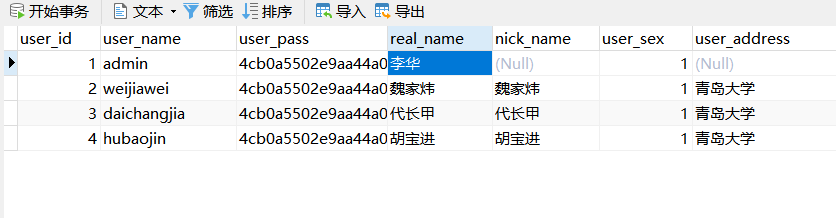 开始事务 文本 筛选 排序 导入 导出
user_id user_name user_pass real_name nick_name user_sex user_address
1 admin 4cb0a5502e9aa44a0 李华 (Null) 1 (Null)
2 weijiawei 4cb0a5502e9aa44a0 魏家炜 魏家炜 1 青岛大学
3 daichangjia 4cb0a5502e9aa44a0 代长甲 代长甲 1 青岛大学
4 hubaojin 4cb0a5502e9aa44a0 胡宝进 胡宝进 1 青岛大学